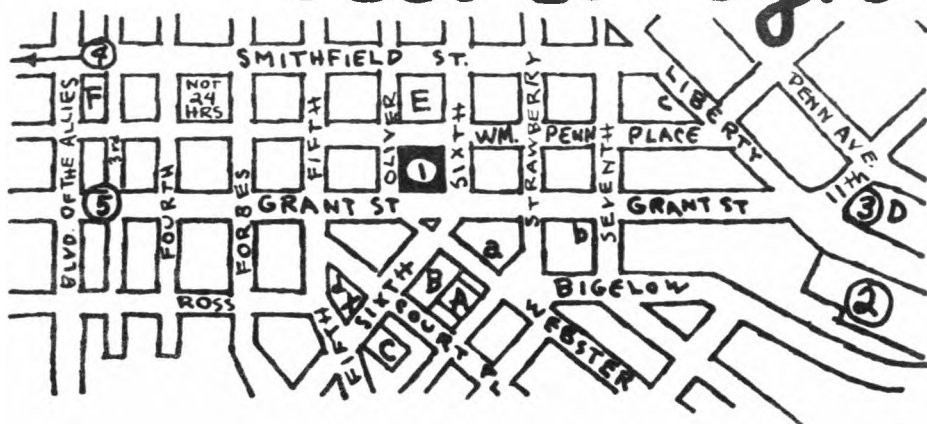 4
SMITHFIELD ST.
BLVD. OF THE ALLIES
F
NOT
24
HRS
FIFTH
OLIVER
E
SIXTH
STRAWBERRY
C
LIBERTY
PENN AVE.
3rd
WM. PENN PLACE
1
SEVENTH
11th
5
FOURTH
FORBES
GRANT ST
GRANT ST
3 D
a
b
ROSS
FIFTH
SIXTH
B
A
C
COURT PL
BIGELOW
WEBSTER
2